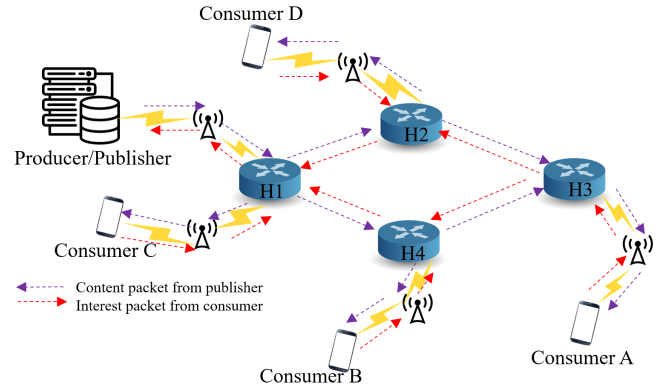 Consumer D
H2
Producer/Publisher
H1
H3
Consumer C
H4
Content packet from publisher
Interest packet from consumer
Consumer B
Consumer A